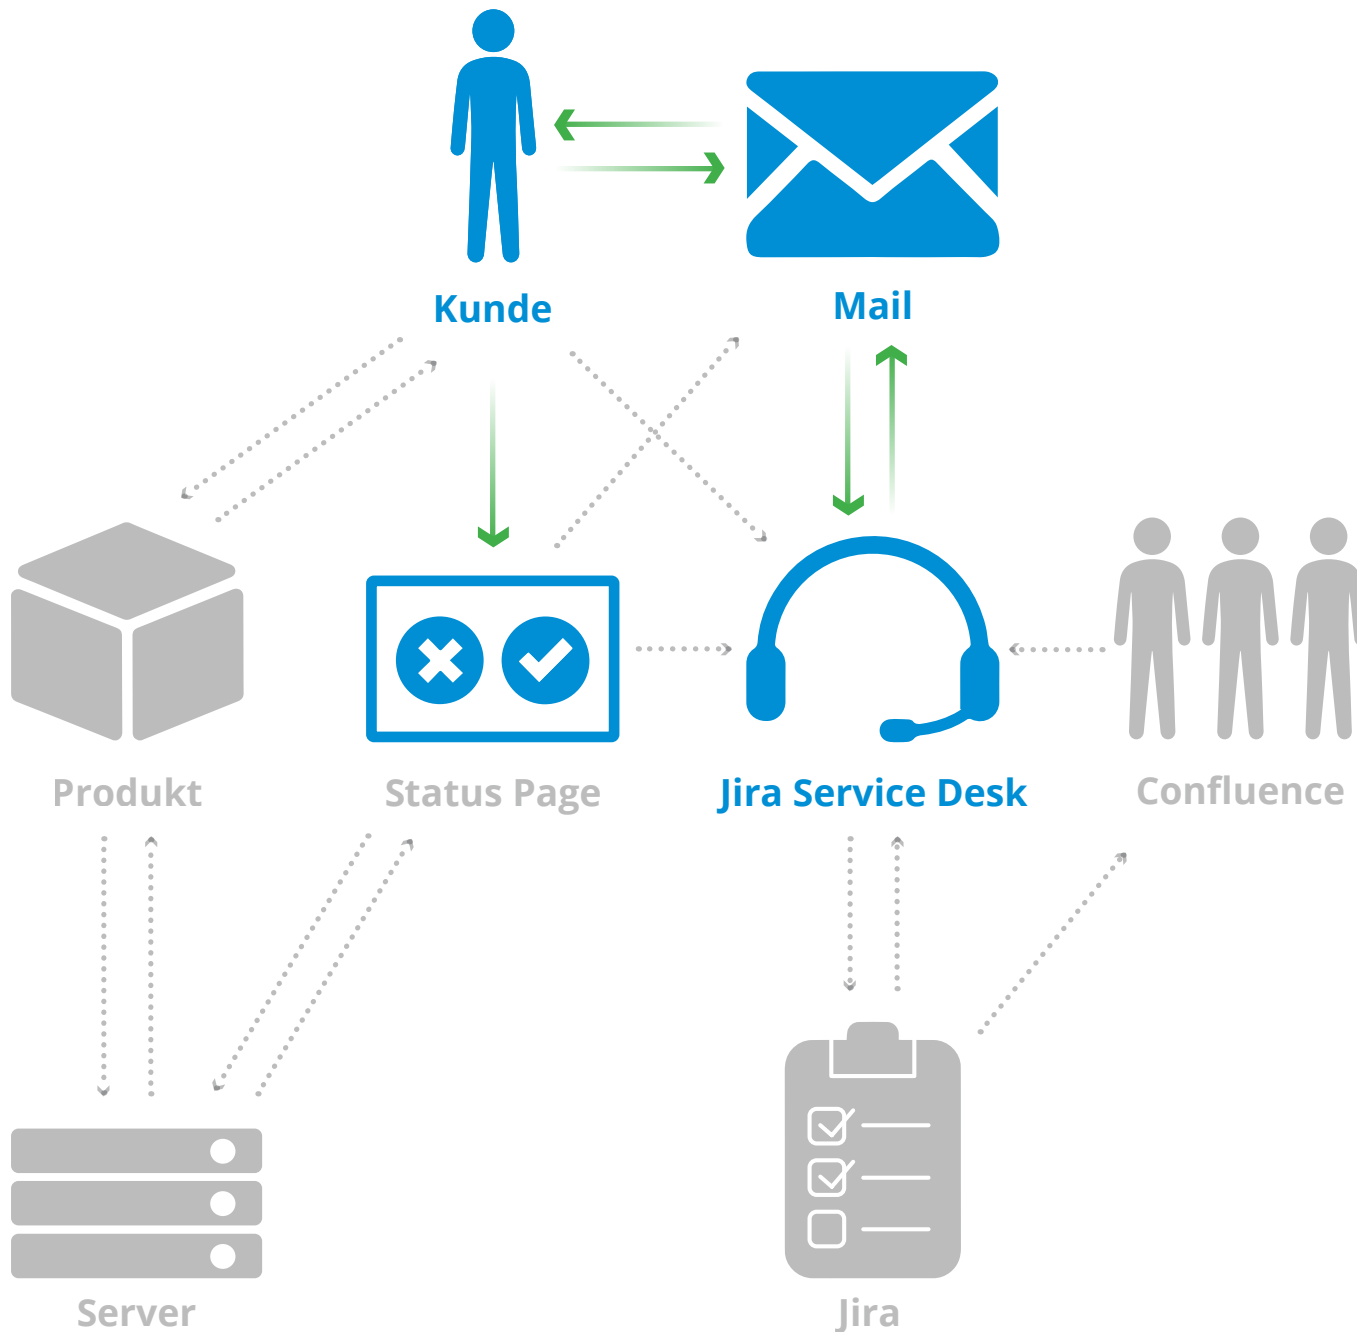 Kunde
Mail
Produkt
Status Page
Jira Service Desk
Confluence
Server
Jira